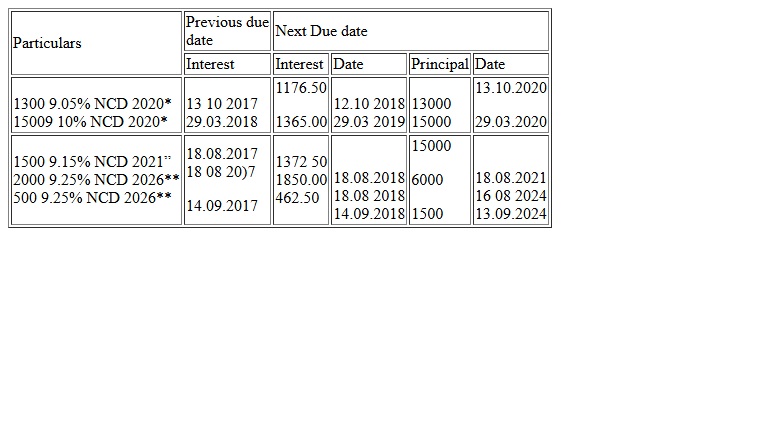 Particulars
Previous due date
Next Due date
Interest
Interest
Date
Principal
Date
1300 9.05% NCD 2020*
15009 10% NCD 2020*
13 10 2017
29.03.2018
1176.50
1365.00
12.10 2018
29.03 2019
13000
15000
13.10.2020
29.03.2020
1500 9.15% NCD 2021”
2000 9.25% NCD 2026**
500 9.25% NCD 2026**
18.08.2017
18 08 20)7
14.09.2017
1372 50
1850.00
462.50
18.08.2018
18.08 2018
14.09.2018
15000
6000
1500
18.08.2021
16 08 2024
13.09.2024